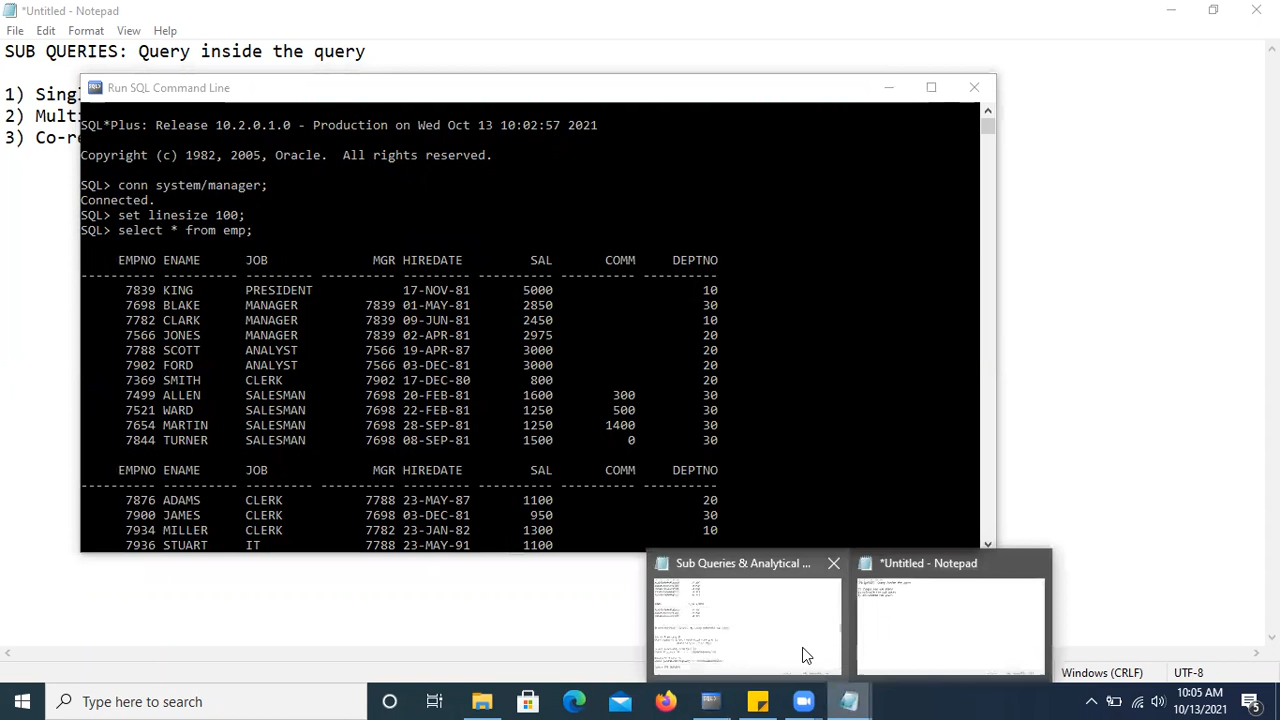 *Untitled - Notepad
File Edit Format View Help
SUB QUERIES: Query inside the query
1) Sing
2) Mult
3) Co-re
Run SQL Command Line
SQL*Plus: Release 10.2.0.1.0 - Production on Wed Oct 13 10:02:57 2021
Copyright (c) 1982, 2005, Oracle.  All rights reserved.
SQL> conn system/manager;
Connected.
SQL> set linesize 100;
SQL> select * from emp;
EMPNO ENAME JOB MGR HIREDATE SAL COMM DEPTNO
---------- ---------- --------- ---------- --------- ---------- ---------- ----------
7839 KING PRESIDENT 17-NOV-81 5000 10
7698 BLAKE MANAGER 7839 01-MAY-81 2850 30
7782 CLARK MANAGER 7839 09-JUN-81 2450 10
7566 JONES MANAGER 7839 02-APR-81 2975 20
7788 SCOTT ANALYST 7566 19-APR-87 3000 20
7902 FORD ANALYST 7566 03-DEC-81 3000 20
7369 SMITH CLERK 7902 17-DEC-80 800 20
7499 ALLEN SALESMAN 7698 20-FEB-81 1600 300 30
7521 WARD SALESMAN 7698 22-FEB-81 1250 500 30
7654 MARTIN SALESMAN 7698 28-SEP-81 1250 1400 30
7844 TURNER SALESMAN 7698 08-SEP-81 1500 0 30
EMPNO ENAME JOB MGR HIREDATE SAL COMM DEPTNO
---------- ---------- --------- ---------- --------- ---------- ---------- ----------
7876 ADAMS CLERK 7788 23-MAY-87 1100 20
7900 JAMES CLERK 7698 03-DEC-81 950 30
7934 MILLER CLERK 7782 23-JAN-82 1300 10
7936 STUART IT 7788 23-MAY-91 1100
Sub Queries & Analytical ...
*Untitled - Notepad
Windows (CRLF) UTF-8
Type here to search
10:05 AM
10/13/2021
5